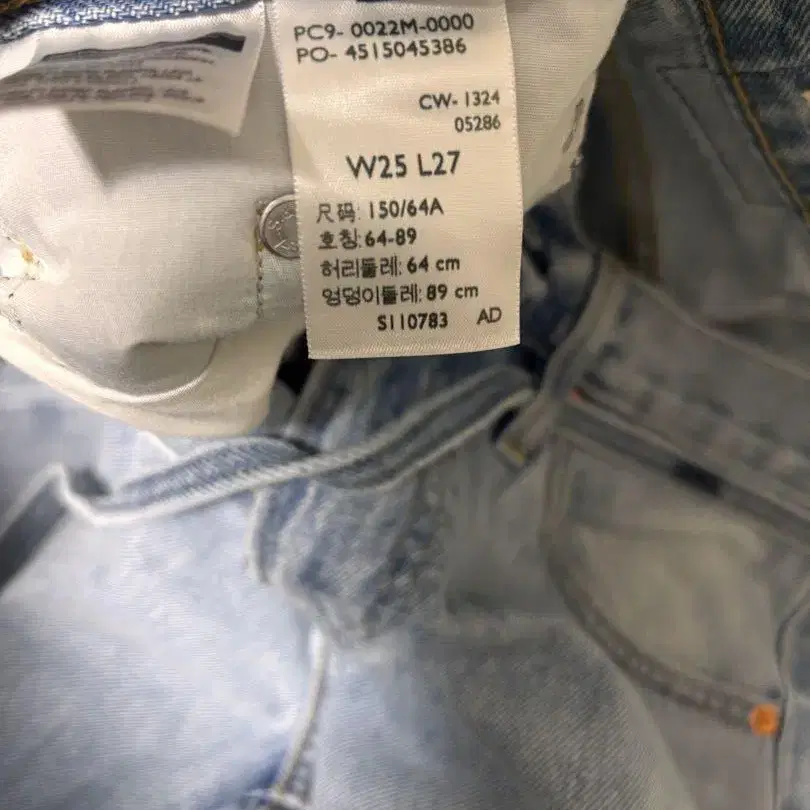 PC9- 0022M-0000
PO- 4515045386
CW- 1324
05286
W25 L27
尺码: 150/64A
호칭:64-89
허리둘레: 64 cm
엉덩이둘레: 89 cm
S110783 AD